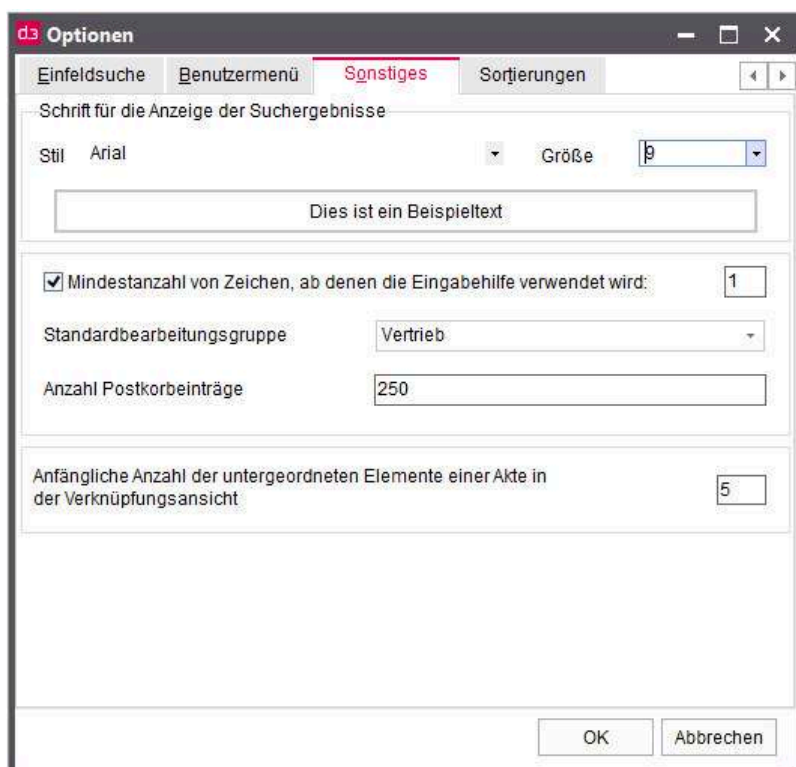 d3 Optionen
Einfeldsuche Benutzermenü Sonstiges Sortierungen
Schrift für die Anzeige der Suchergebnisse
Stil Arial Größe 9
Dies ist ein Beispieltext
Mindestanzahl von Zeichen, ab denen die Eingabehilfe verwendet wird: 1
Standardbearbeitungsgruppe Vertrieb
Anzahl Postkorbeinträge 250
Anfängliche Anzahl der untergeordneten Elemente einer Akte in
der Verknüpfungsansicht 5
OK Abbrechen